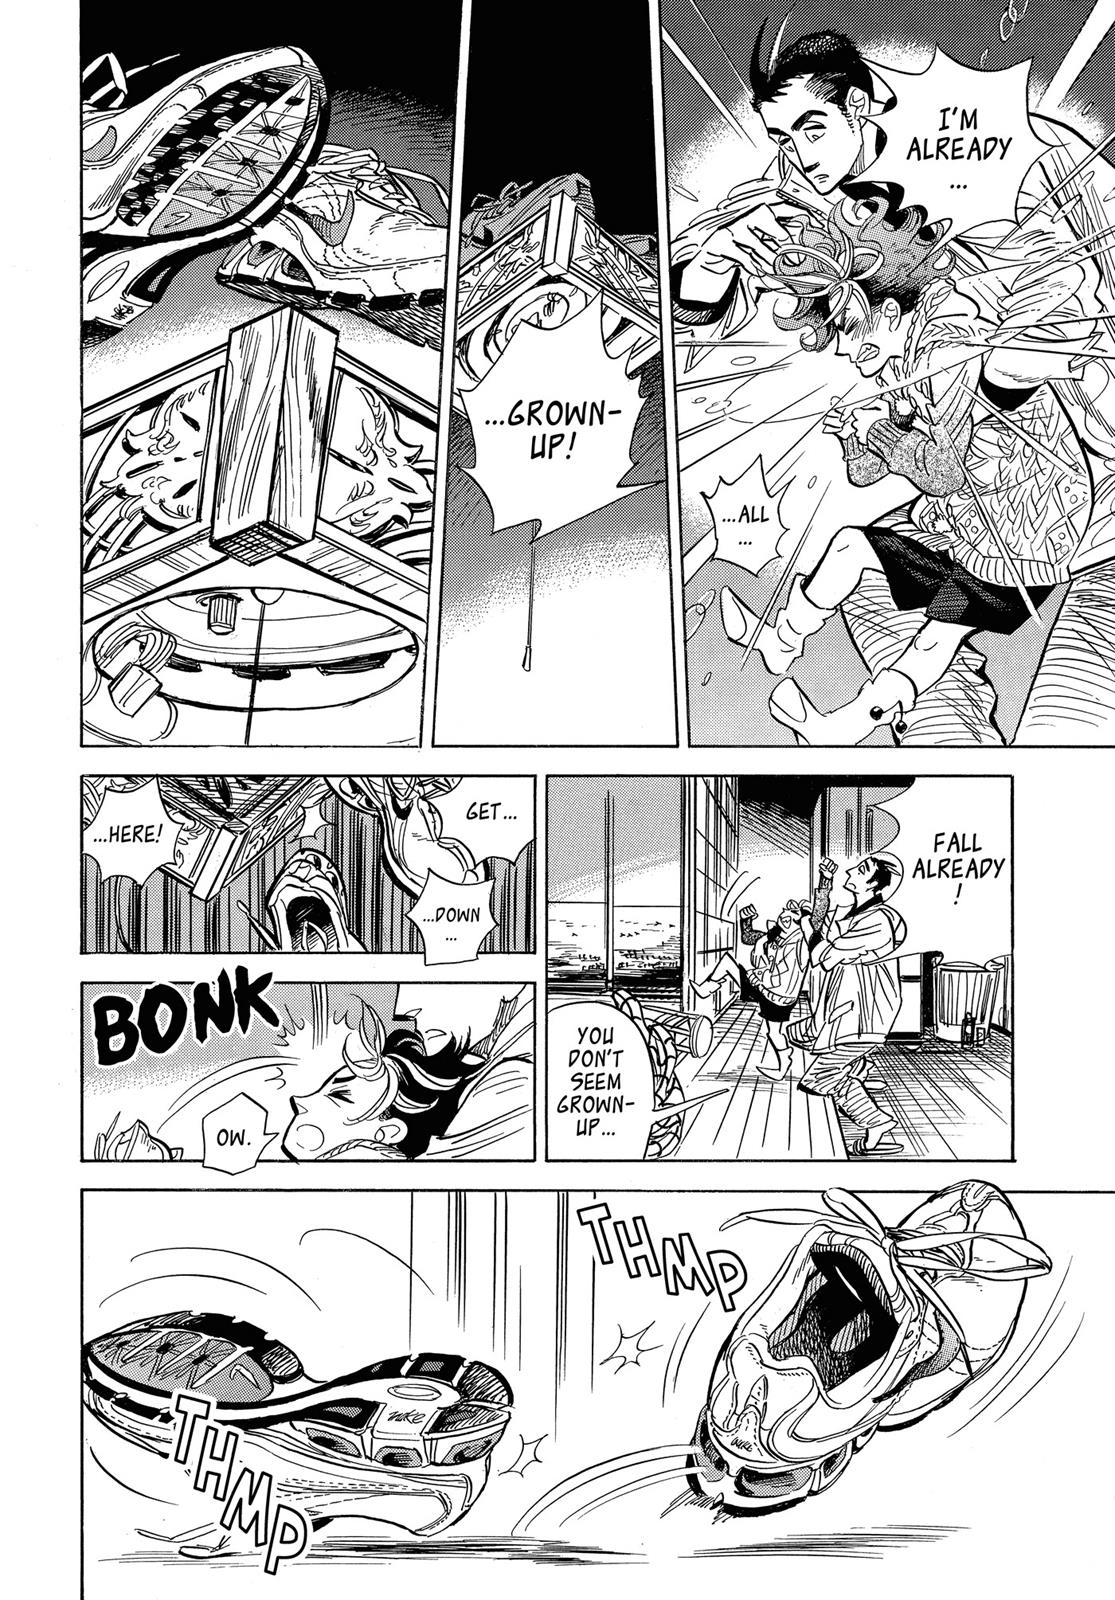 I'M
ALREADY
...
...ALL
...
...GROWN-
UP!
FALL
ALREADY
!
YOU
DON'T
SEEM
GROWN-
UP...
GET...
...DOWN
...
...HERE!
BONK
OW.
THMP
THMP